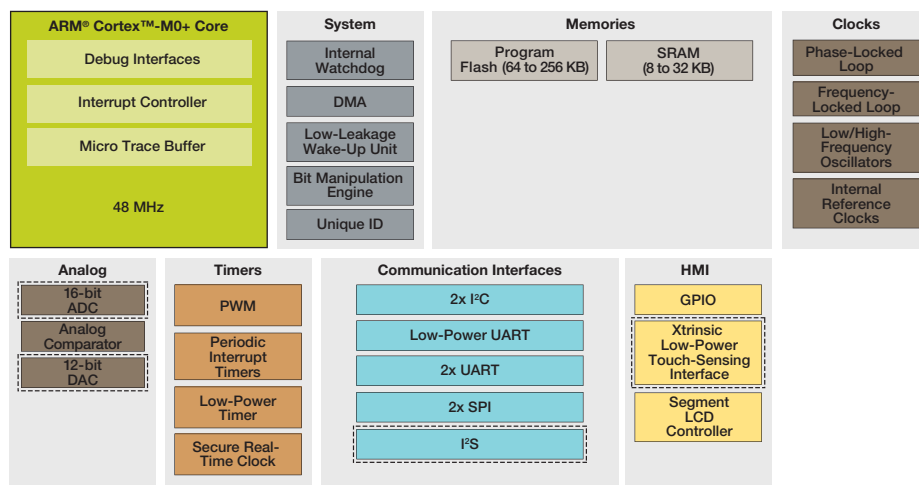 ARM® Cortex™-M0+ Core
Debug Interfaces
Interrupt Controller
Micro Trace Buffer
48 MHz
System
Internal
Watchdog
DMA
Low-Leakage
Wake-Up Unit
Bit Manipulation
Engine
Unique ID
Memories
Program
Flash (64 to 256 KB)
SRAM
(8 to 32 KB)
Clocks
Phase-Locked
Loop
Frequency-
Locked Loop
Low/High-
Frequency
Oscillators
Internal
Reference
Clocks
Analog
16-bit
ADC
Analog
Comparator
12-bit
DAC
Timers
PWM
Periodic
Interrupt
Timers
Low-Power
Timer
Secure Real-
Time Clock
Communication Interfaces
2x I²C
Low-Power UART
2x UART
2x SPI
I²S
HMI
GPIO
Xtrinsic
Low-Power
Touch-Sensing
Interface
Segment
LCD
Controller